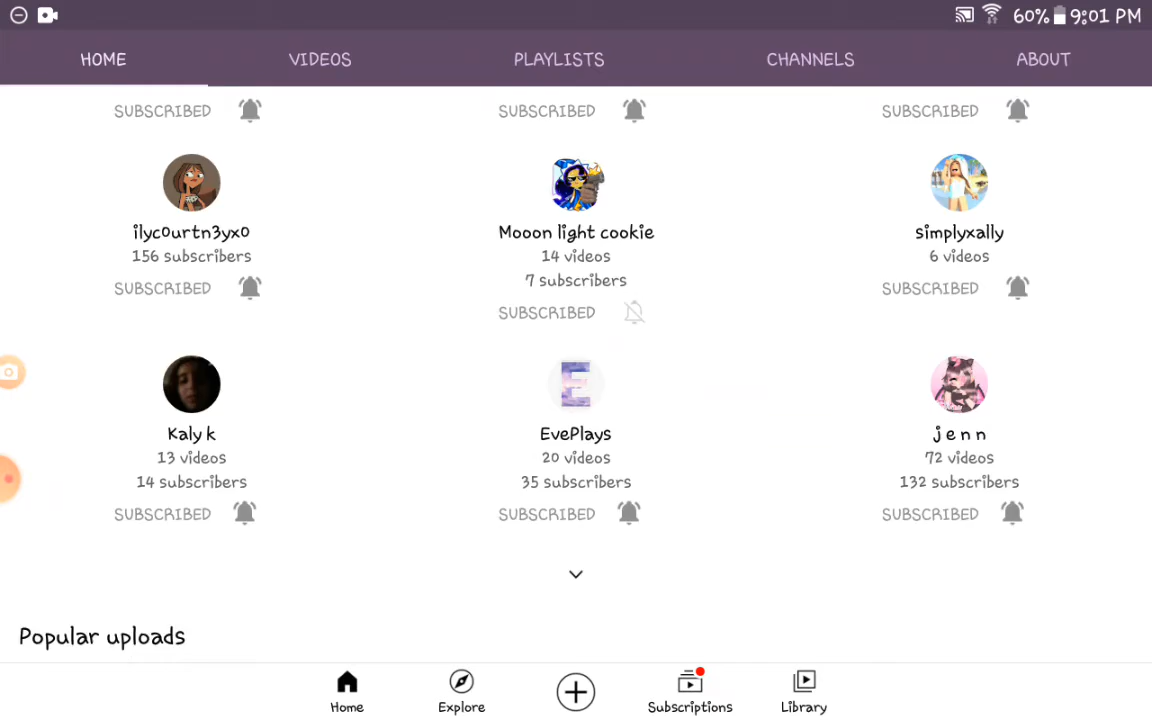 60% 9:01 PM
HOME VIDEOS PLAYLISTS CHANNELS ABOUT
SUBSCRIBED SUBSCRIBED SUBSCRIBED
ilyc0urtn3yx0
156 subscribers
SUBSCRIBED
Mooon light cookie
14 videos
7 subscribers
SUBSCRIBED
simplyxally
6 videos
SUBSCRIBED
Kaly k
13 videos
14 subscribers
SUBSCRIBED
E
EvePlays
20 videos
35 subscribers
SUBSCRIBED
j e n n
72 videos
132 subscribers
SUBSCRIBED
Popular uploads
Home Explore Subscriptions Library